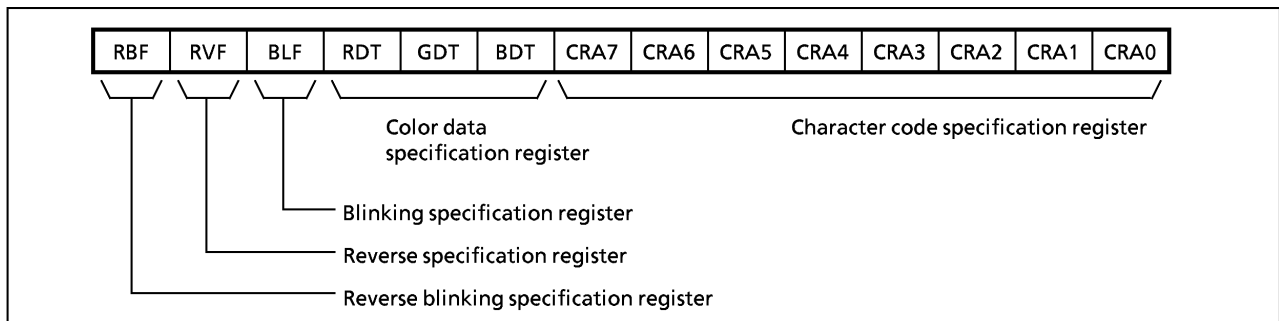 RBF RVF BLF RDT GDT BDT CRA7 CRA6 CRA5 CRA4 CRA3 CRA2 CRA1 CRA0
Color data
specification register
Character code specification register
Blinking specification register
Reverse specification register
Reverse blinking specification register